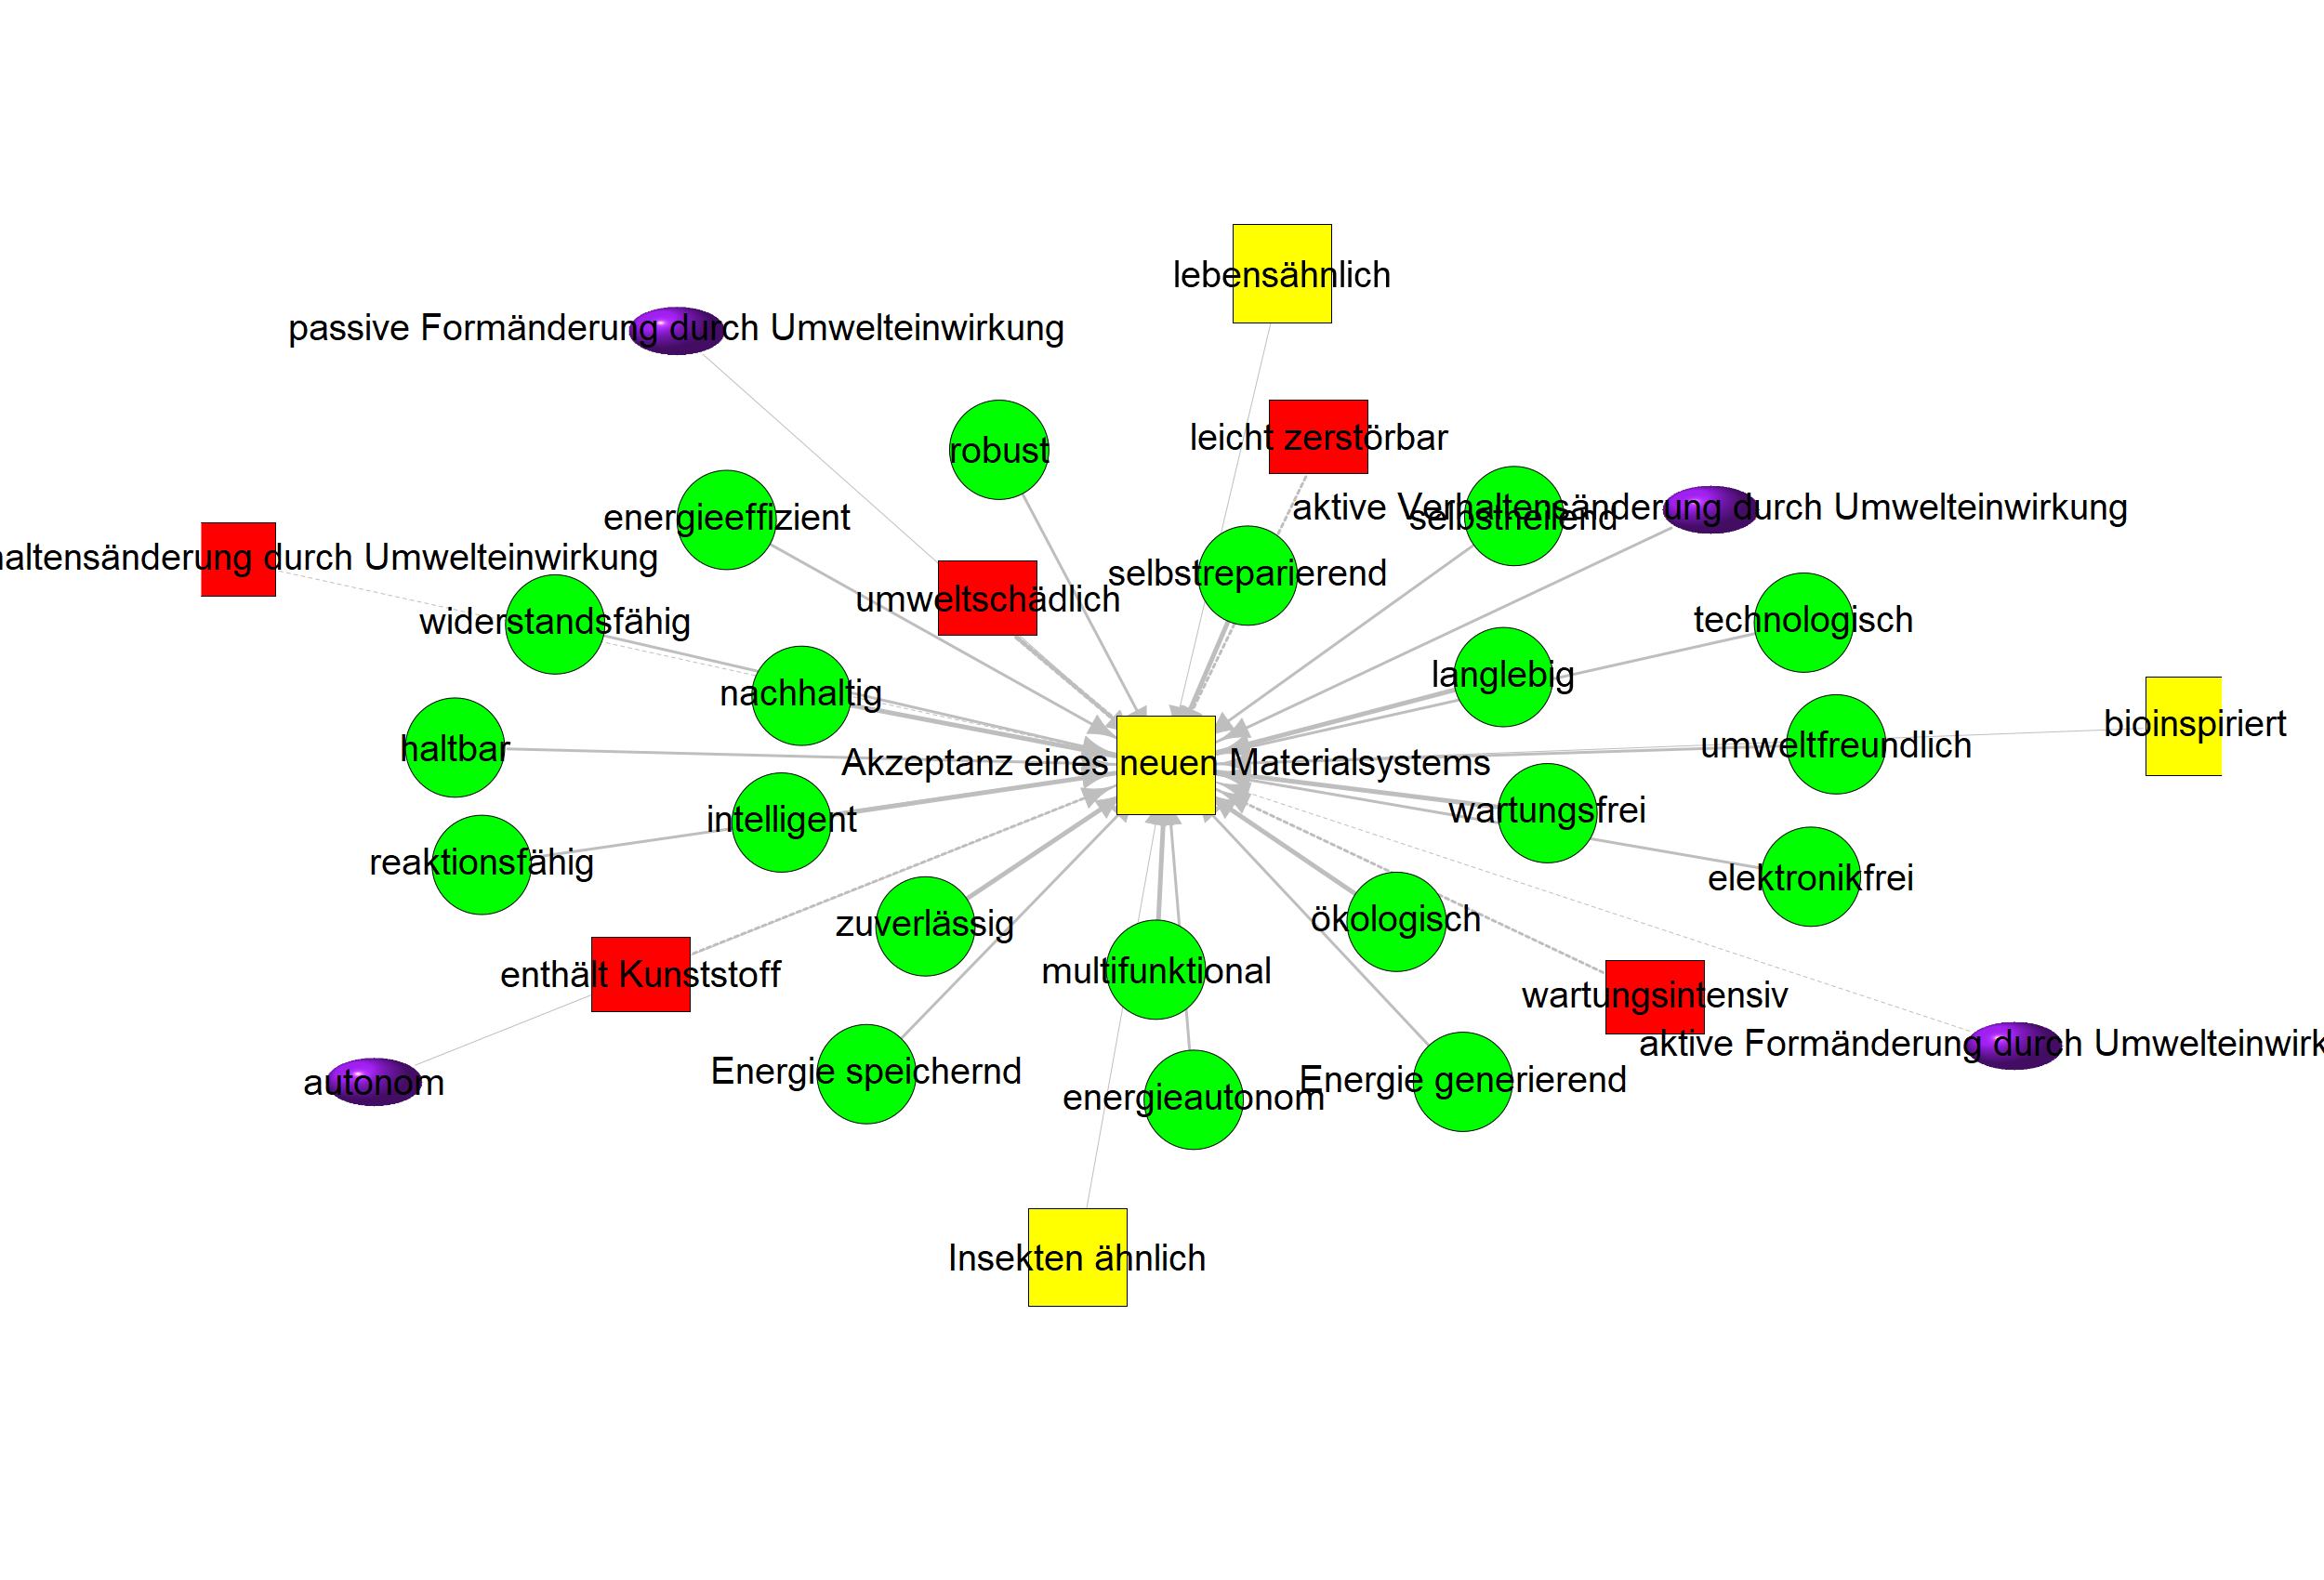 lebensähnlich
passive Formänderung durch Umwelteinwirkung
leicht zerstörbar
robust
aktive Verhaltensänderung durch Umwelteinwirkung
selbstheilend
energieeffizient
haltensänderung durch Umwelteinwirkung
selbstreparierend
umweltschädlich
widerstandsfähig
technologisch
langlebig
nachhaltig
bioinspiriert
umweltfreundlich
haltbar
Akzeptanz eines neuen Materialsystems
wartungsfrei
intelligent
reaktionsfähig
elektronikfrei
ökologisch
zuverlässig
multifunktional
enthält Kunststoff
wartungsintensiv
aktive Formänderung durch Umwelteinwirk
Energie speichernd
Energie generierend
autonom
energieautonom
Insekten ähnlich